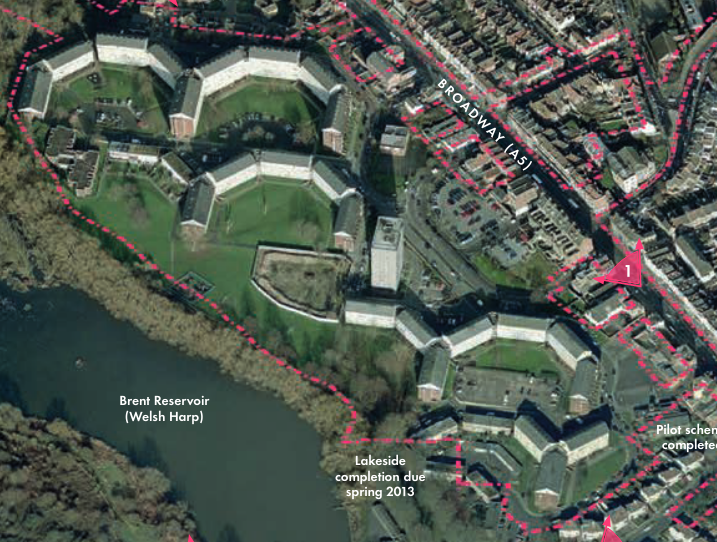 BROADWAY (A5)
1
Brent Reservoir
(Welsh Harp)
Pilot schem
complete
Lakeside
completion due
spring 2013